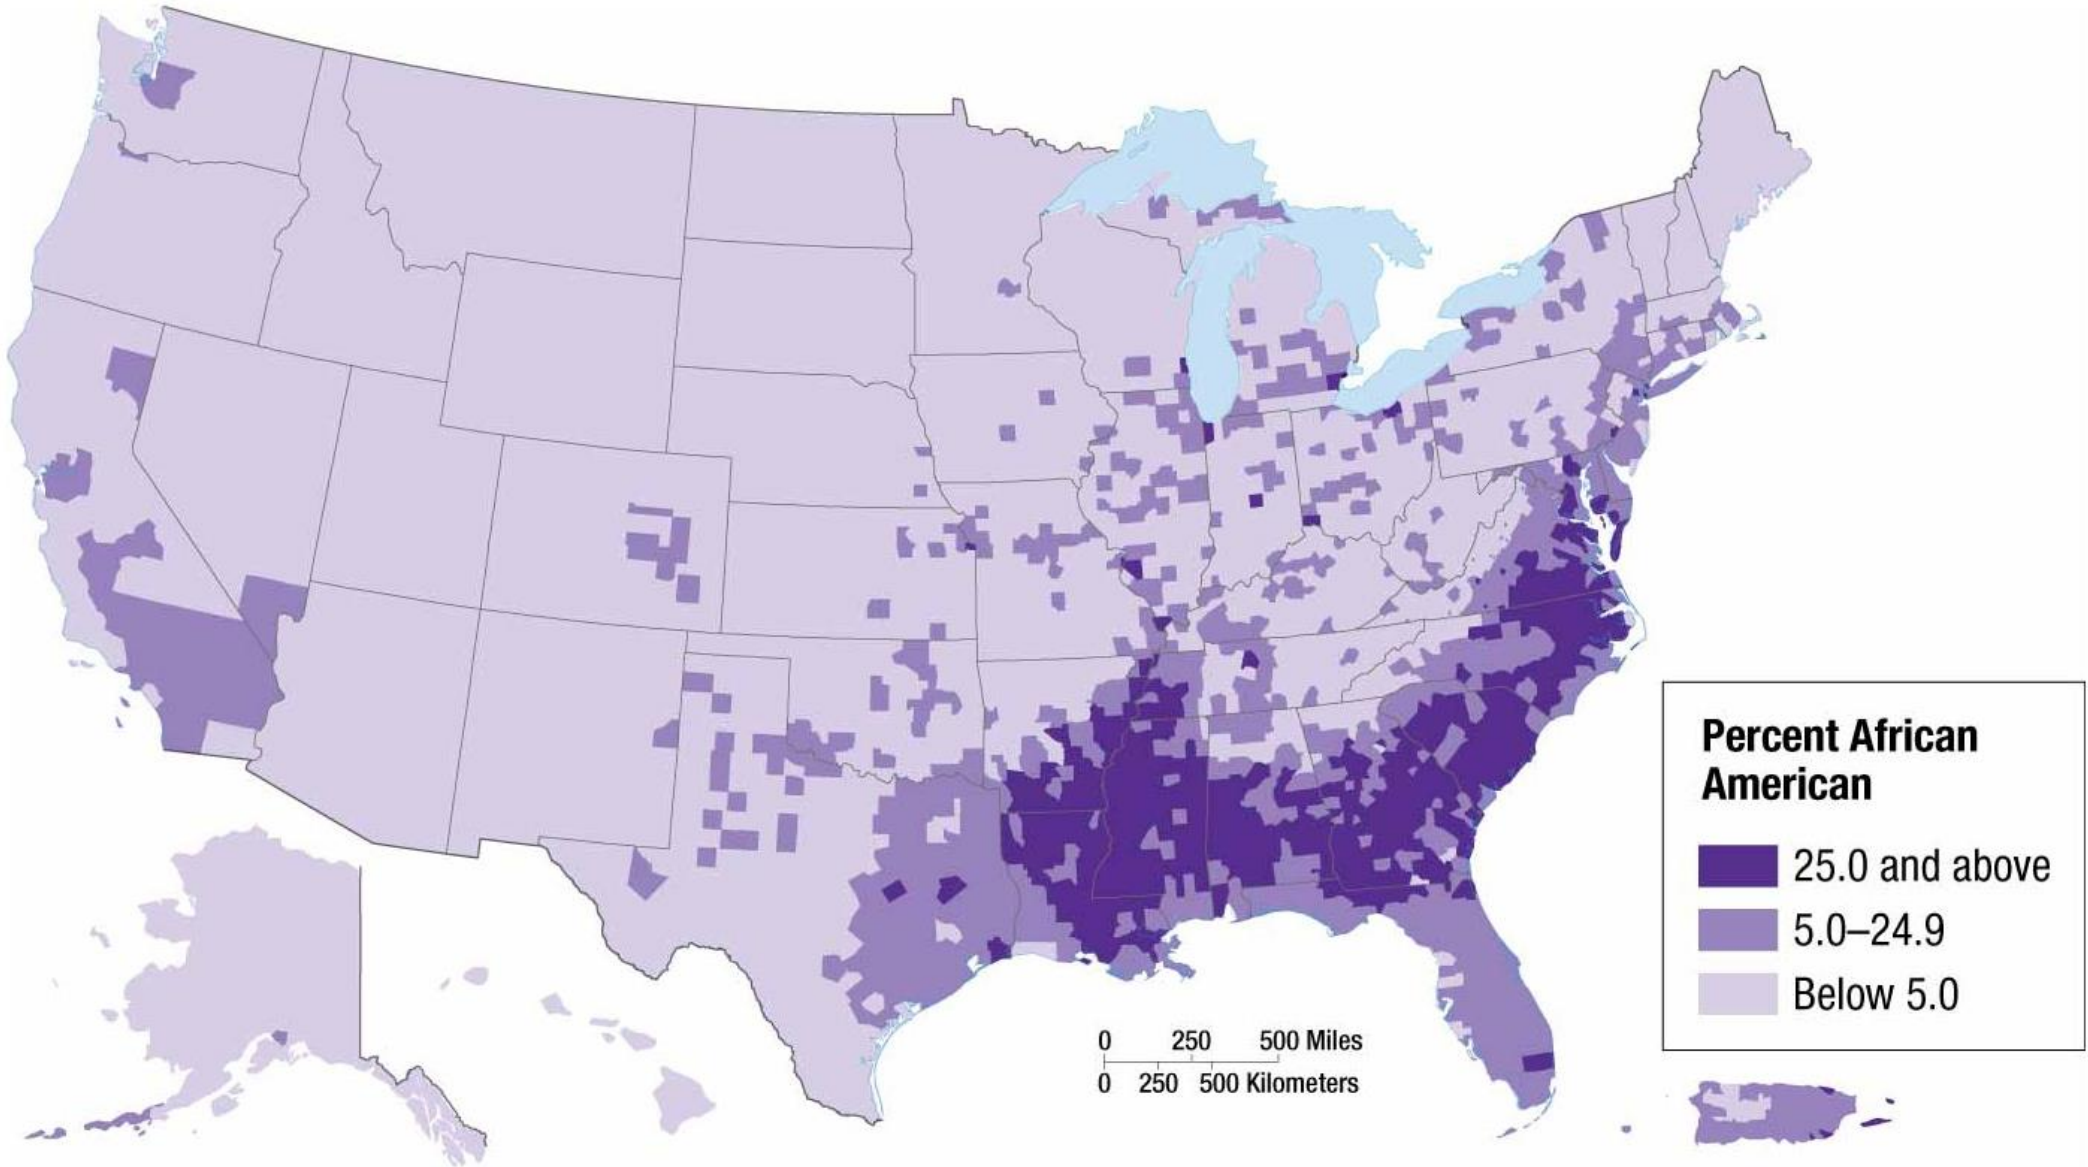 Percent African
American
25.0 and above
5.0–24.9
Below 5.0
0 250 500 Miles
0 250 500 Kilometers